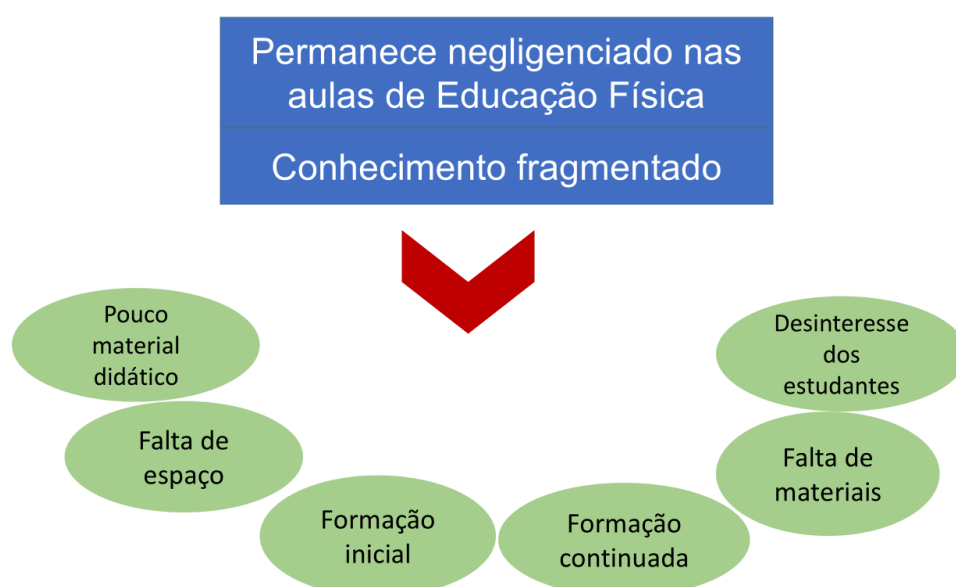 Permanece negligenciado nas
aulas de Educação Física
Conhecimento fragmentado
Pouco
material
didático
Falta de
espaço
Formação
inicial
Formação
continuada
Falta de
materiais
Desinteresse
dos
estudantes